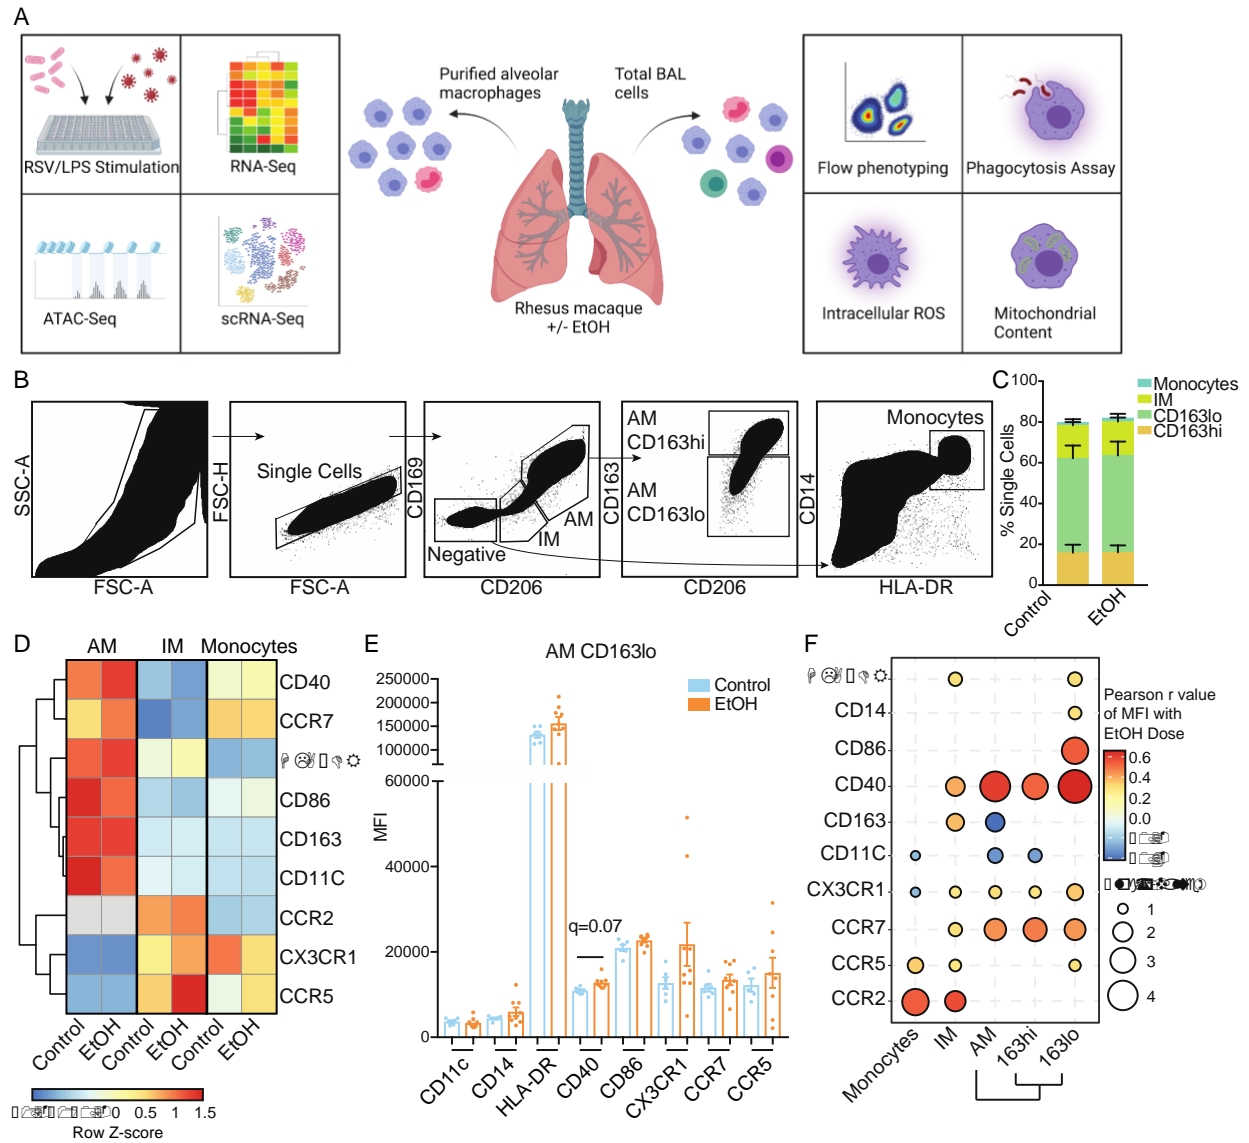 A
RSV/LPS Stimulation
RNA-Seq
ATAC-Seq
scRNA-Seq
Purified alveolar
macrophages
Total BAL
cells
Rhesus macaque
+/- EtOH
Flow phenotyping
Phagocytosis Assay
Intracellular ROS
Mitochondrial
Content
B
SSC-A
FSC-A
FSC-H
Single Cells
FSC-A
CD169
Negative
IM
AM
CD206
CD163
AM
CD163hi
AM
CD163lo
CD206
CD14
Monocytes
HLA-DR
C
% Single Cells
100
80
60
40
20
0
Control
EtOH
Monocytes
IM
CD163lo
CD163hi
D
AM
IM
Monocytes
CD40
CCR7
CD86
CD163
CD11C
CCR2
CX3CR1
CCR5
Control
EtOH
Control
EtOH
Control
EtOH
0 0.5 1 1.5
Row Z-score
E
AM CD163lo
MFI
250000
200000
150000
100000
60000
40000
20000
0
q=0.07
Control
EtOH
CD11c
CD14
HLA-DR
CD40
CD86
CX3CR1
CCR7
CCR5
F
CD14
CD86
CD40
CD163
CD11C
CX3CR1
CCR7
CCR5
CCR2
Monocytes
IM
AM
163hi
163lo
Pearson r value
of MFI with
EtOH Dose
0.6
0.4
0.2
0.0
1
2
3
4